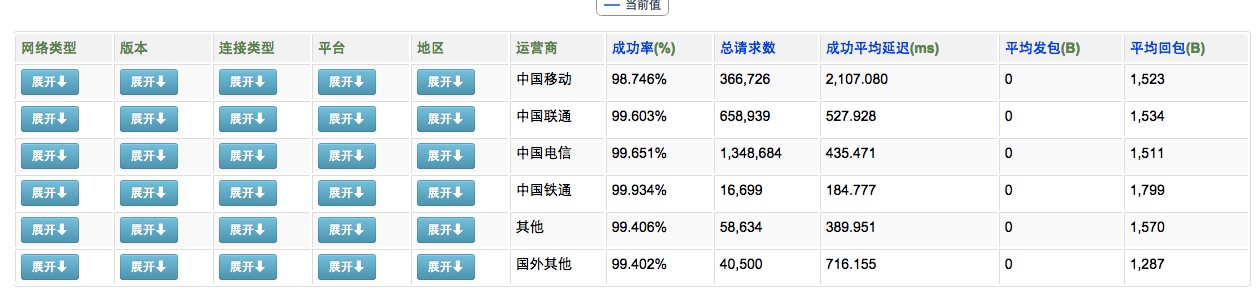 当前值
网络类型 版本 连接类型 平台 地区 运营商 成功率(%) 总请求数 成功平均延迟(ms) 平均发包(B) 平均回包(B)
展开⬇ 展开⬇ 展开⬇ 展开⬇ 展开⬇ 中国移动 98.746% 366,726 2,107.080 0 1,523
展开⬇ 展开⬇ 展开⬇ 展开⬇ 展开⬇ 中国联通 99.603% 658,939 527.928 0 1,534
展开⬇ 展开⬇ 展开⬇ 展开⬇ 展开⬇ 中国电信 99.651% 1,348,684 435.471 0 1,511
展开⬇ 展开⬇ 展开⬇ 展开⬇ 展开⬇ 中国铁通 99.934% 16,699 184.777 0 1,799
展开⬇ 展开⬇ 展开⬇ 展开⬇ 展开⬇ 其他 99.406% 58,634 389.951 0 1,570
展开⬇ 展开⬇ 展开⬇ 展开⬇ 展开⬇ 国外其他 99.402% 40,500 716.155 0 1,287